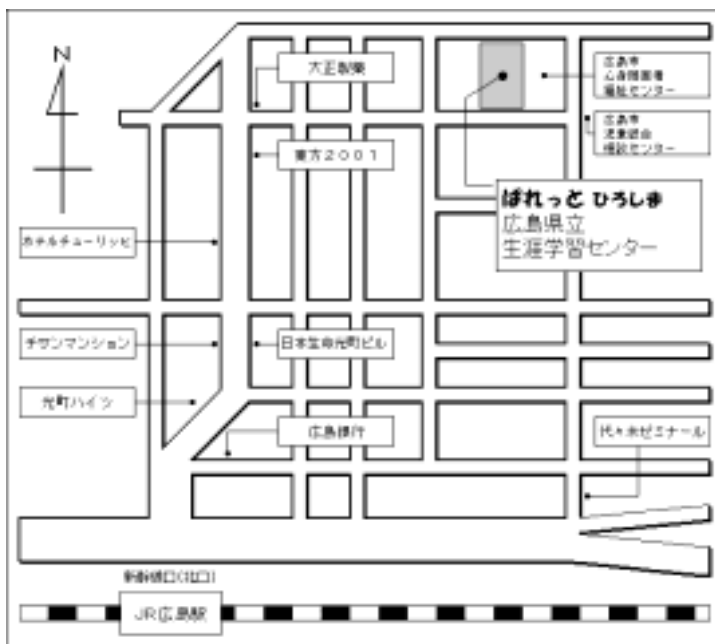 N
大正製薬
広島市
心身障害者
福祉センター
広島市
児童総合
相談センター
東方2001
ぱれっと ひろしま
広島県立
生涯学習センター
ホテルチューリッヒ
チサンマンション
日本生命光町ビル
光町ハイツ
広島銀行
代々木ゼミナール
新幹線口(北口)
JR広島駅